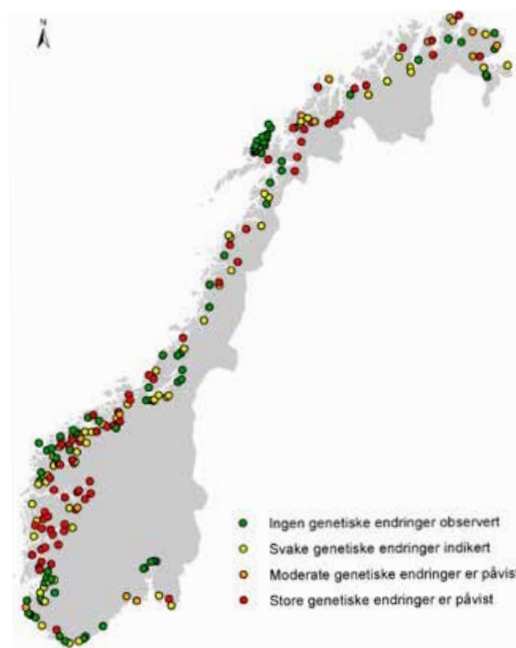 N
Ingen genetiske endringer observert
Svake genetiske endringer indikert
Moderate genetiske endringer er påvist
Store genetiske endringer er påvist